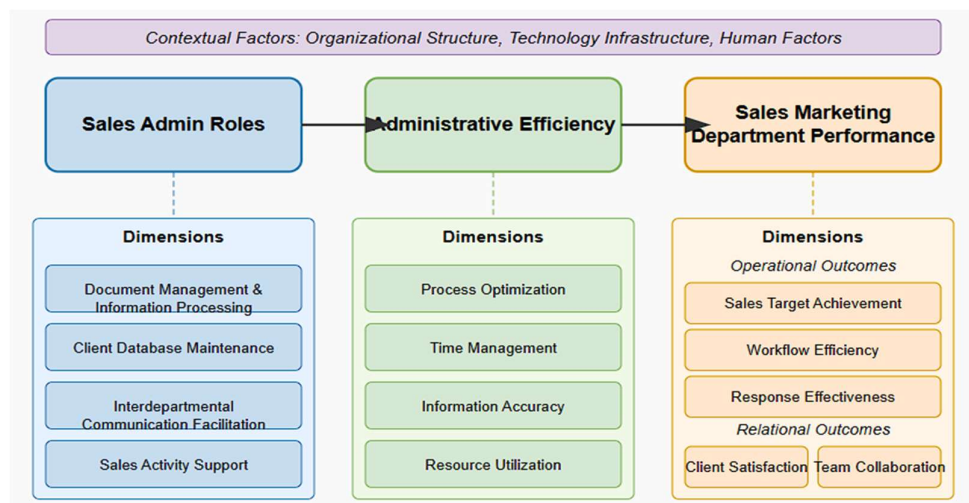 Contextual Factors: Organizational Structure, Technology Infrastructure, Human Factors
Sales Admin Roles
Administrative Efficiency
Sales Marketing
Department Performance
Dimensions
Document Management &
Information Processing
Client Database Maintenance
Interdepartmental
Communication Facilitation
Sales Activity Support
Dimensions
Process Optimization
Time Management
Information Accuracy
Resource Utilization
Dimensions
Operational Outcomes
Sales Target Achievement
Workflow Efficiency
Response Effectiveness
Relational Outcomes
Client Satisfaction
Team Collaboration